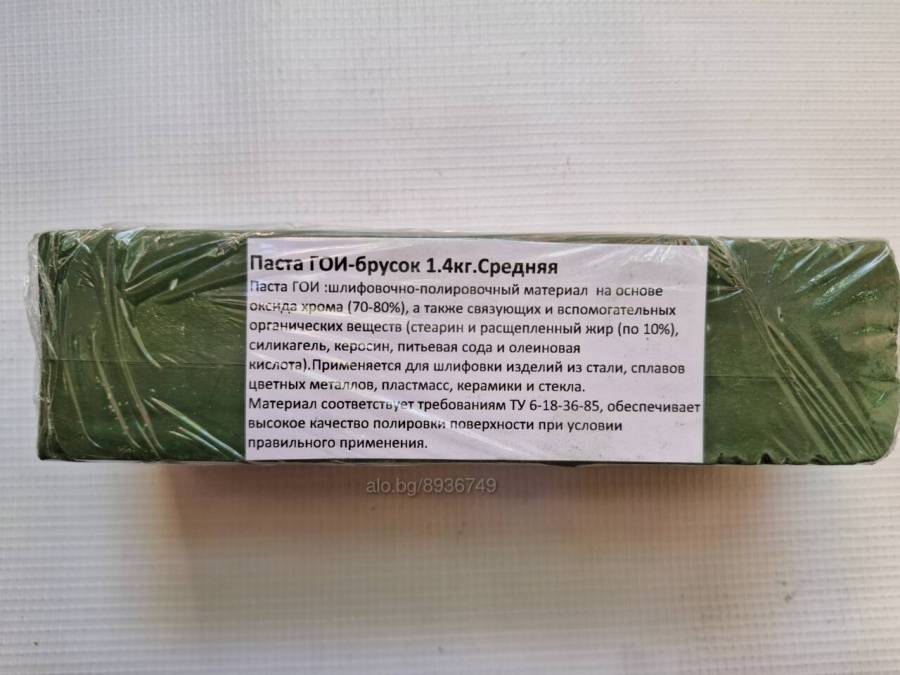 Паста ГОИ-брусок 1.4кг.Средняя
Паста ГОИ :шлифовочно-полировочный материал на основе
оксида хрома (70-80%), а также связующих и вспомогательных
органических веществ (стеарин и расщепленный жир (по 10%),
силикагель, керосин, питьевая сода и олеиновая
кислота).Применяется для шлифовки изделий из стали, сплавов
цветных металлов, пластмасс, керамики и стекла.
Материал соответствует требованиям ТУ 6-18-36-85, обеспечивает
высокое качество полировки поверхности при условии
правильного применения.
alo.bg/8936749